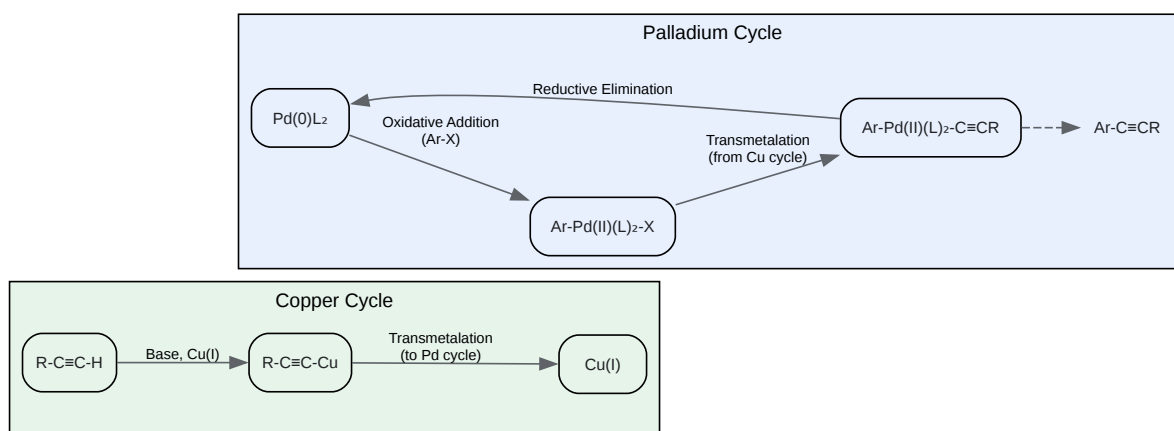 Palladium Cycle
Reductive Elimination
Pd(0)L₂
Oxidative Addition
(Ar-X)
Transmetalation
(from Cu cycle)
Ar-Pd(II)(L)₂-C≡CR
Ar-C≡CR
Ar-Pd(II)(L)₂-X
Copper Cycle
R-C≡C-H
Base, Cu(I)
R-C≡C-Cu
Transmetalation
(to Pd cycle)
Cu(I)